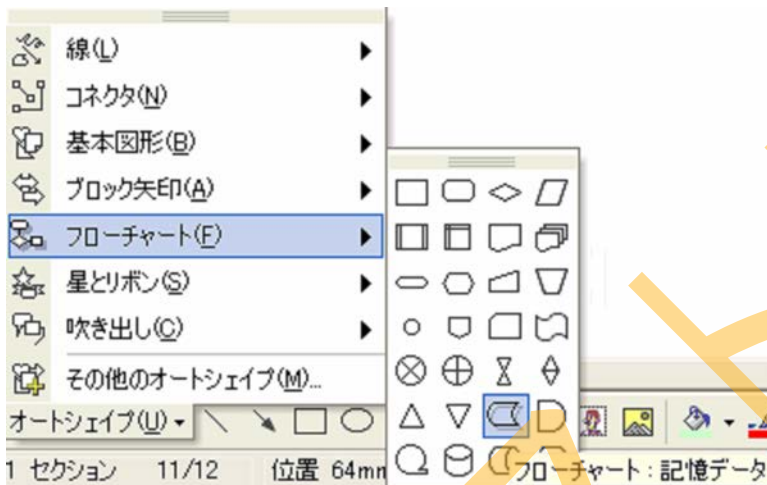 線(L)
コネクタ(N)
基本図形(B)
ブロック矢印(A)
フローチャート(F)
星とリボン(S)
吹き出し(C)
その他のオートシェイプ(M)...
オートシェイプ(U)
1 セクション 11/12 位置 64mm
フローチャート : 記憶データ